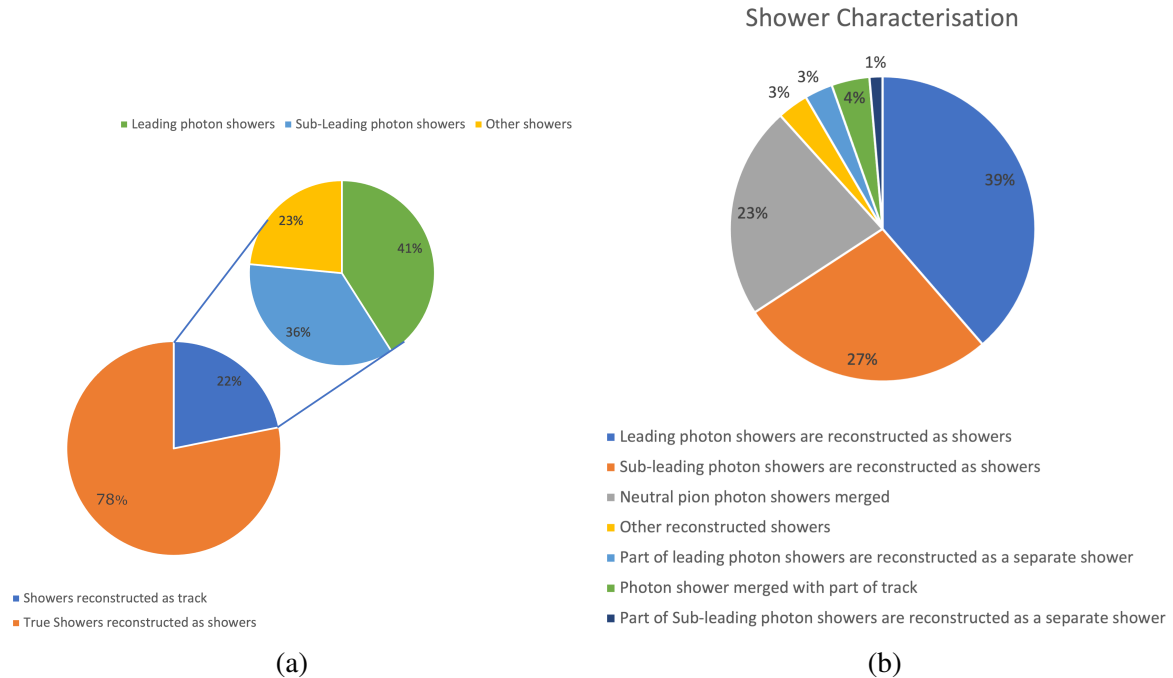 Leading photon showers Sub-Leading photon showers Other showers
23%
41%
36%
22%
78%
Showers reconstructed as track
True Showers reconstructed as showers
(a)
Shower Characterisation
1%
3%
4%
3%
39%
23%
27%
Leading photon showers are reconstructed as showers
Sub-leading photon showers are reconstructed as showers
Neutral pion photon showers merged
Other reconstructed showers
Part of leading photon showers are reconstructed as a separate shower
Photon shower merged with part of track
Part of Sub-leading photon showers are reconstructed as a separate shower
(b)